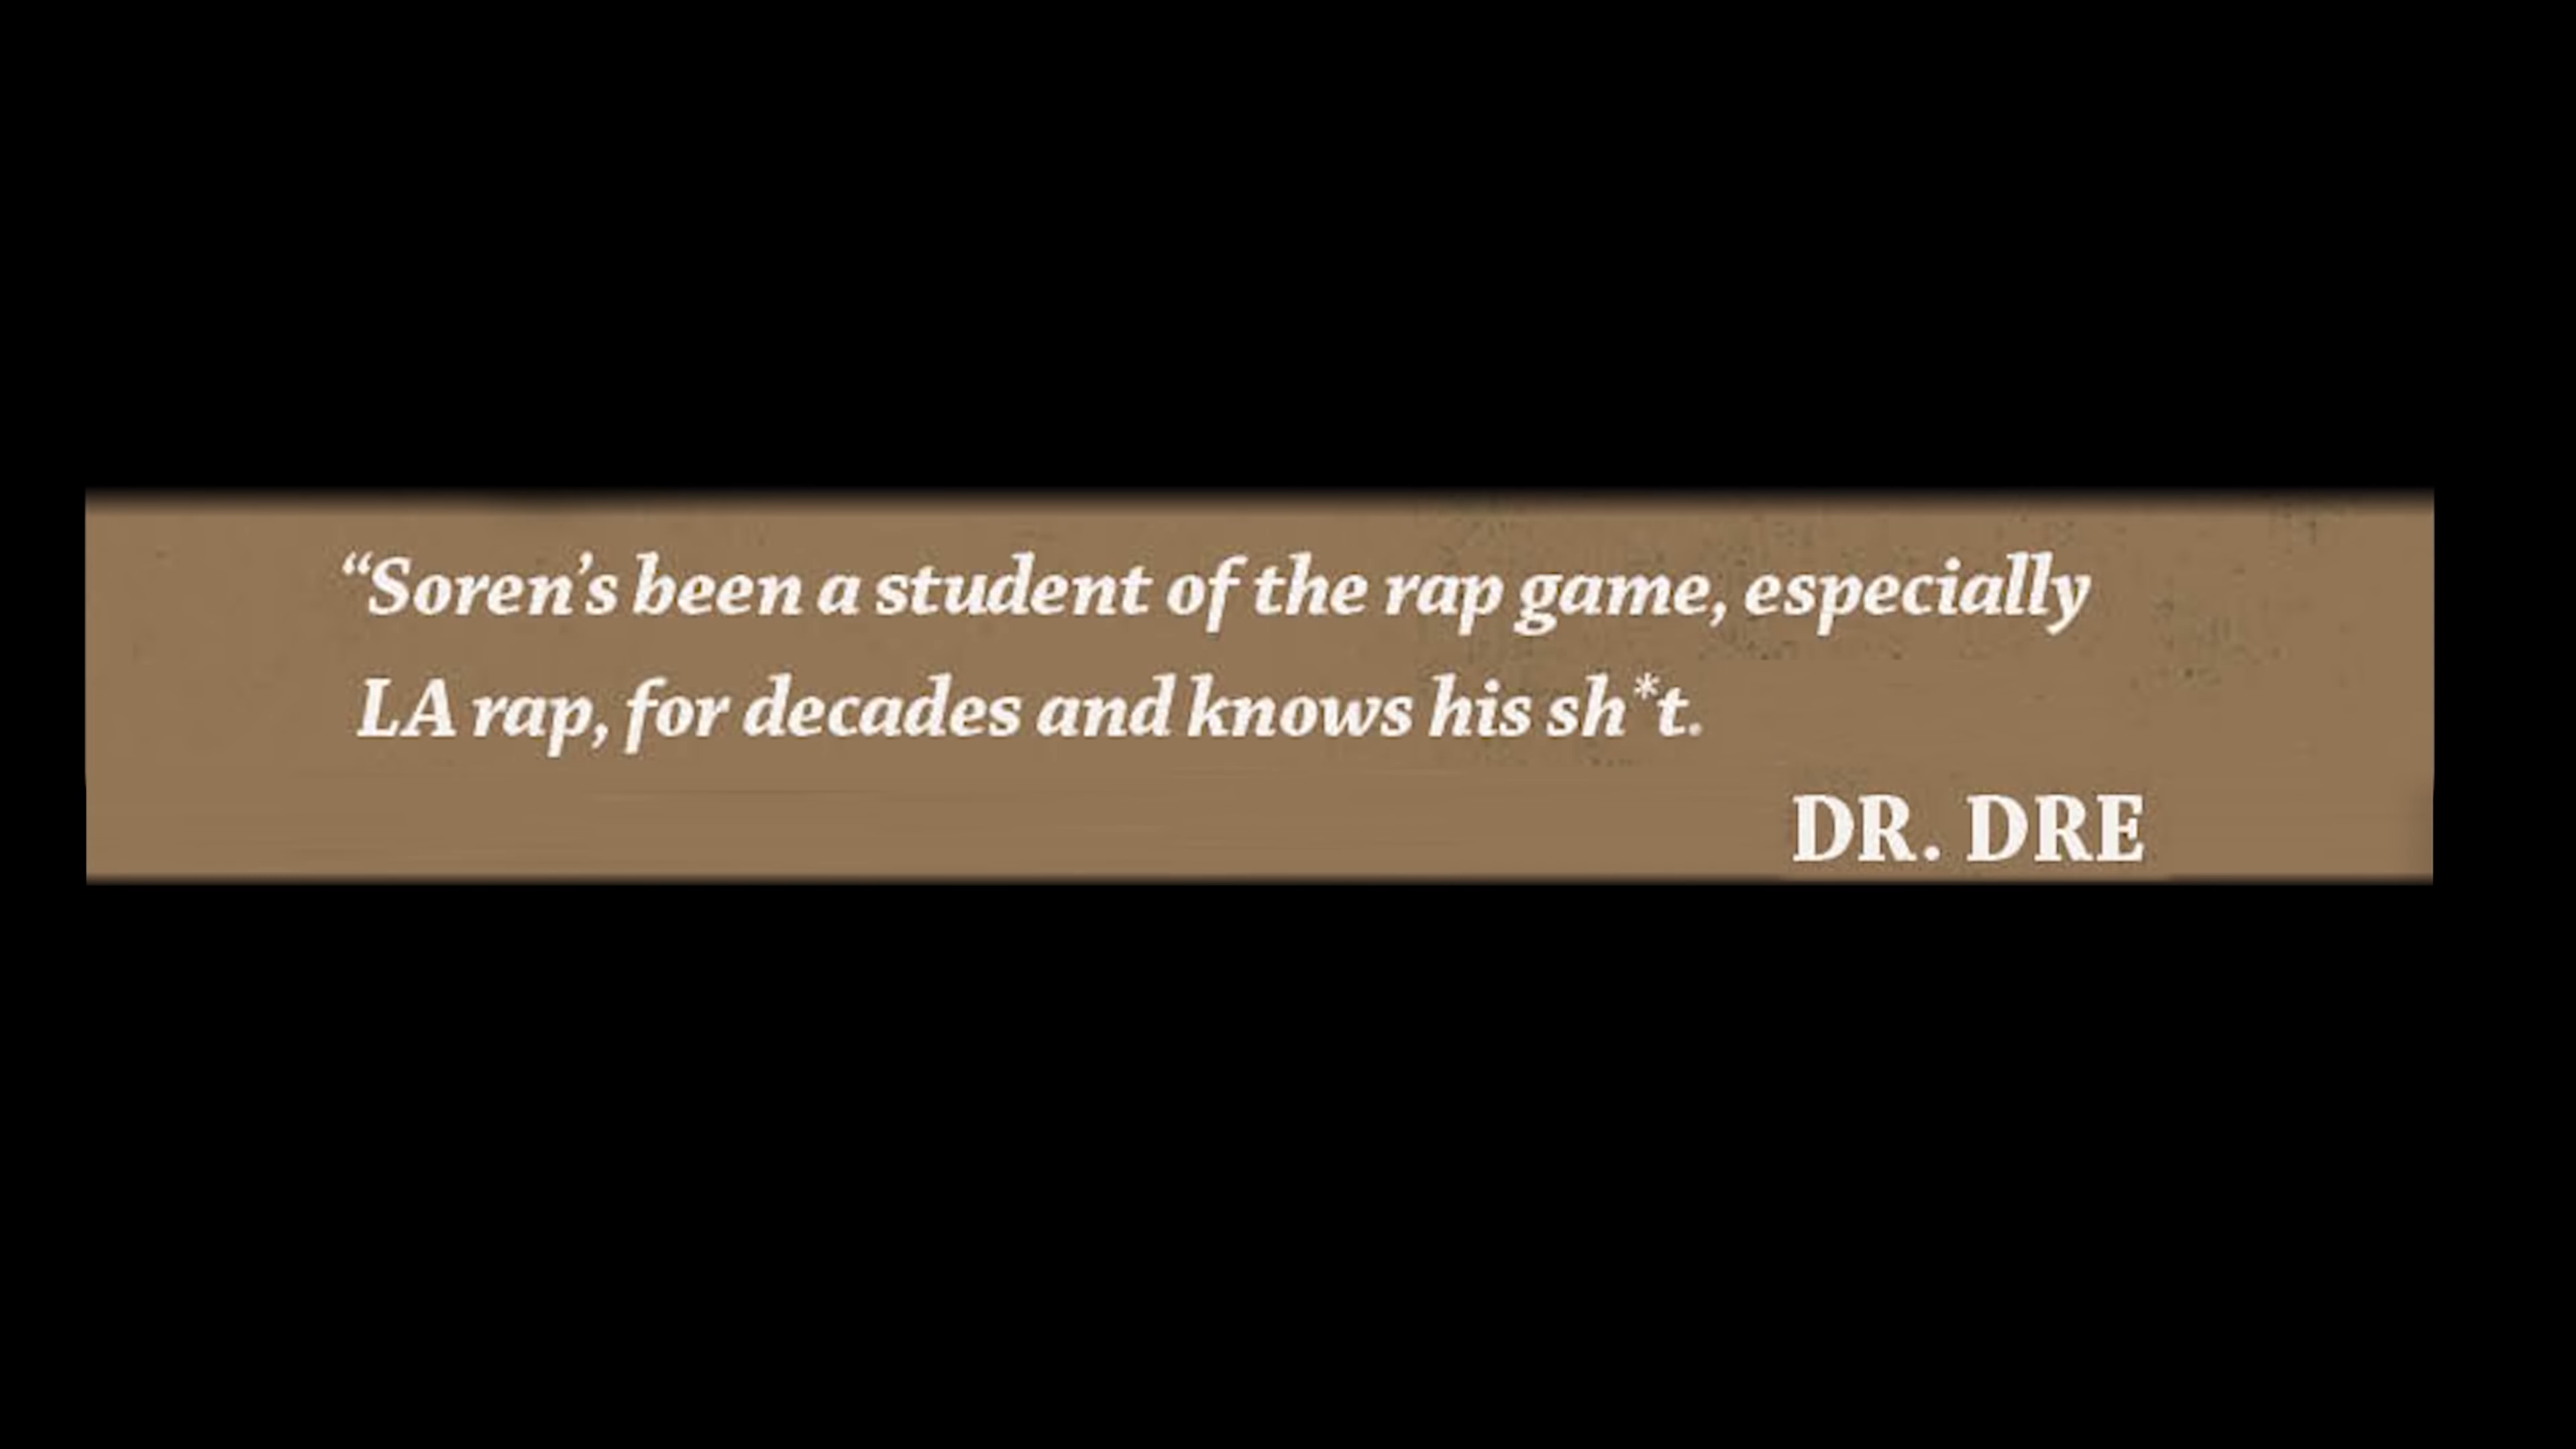 “Soren’s been a student of the rap game, especially
LA rap, for decades and knows his sh*t.
DR. DRE